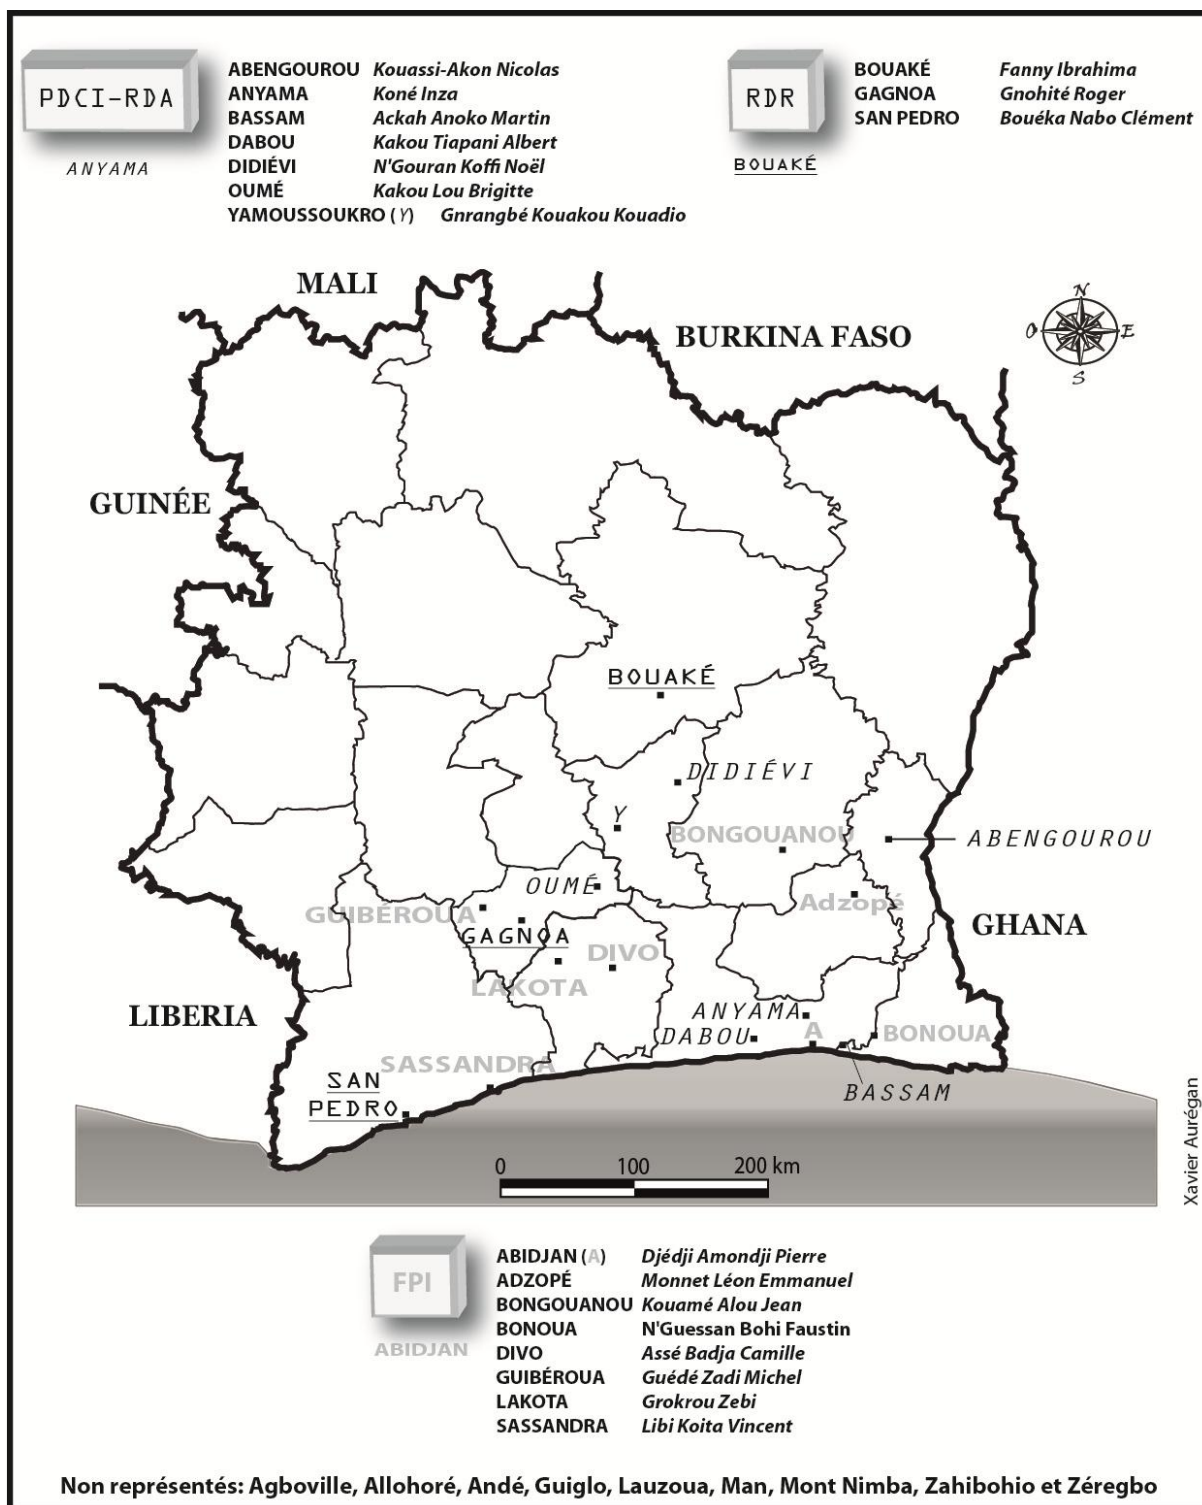 PDCI-RDA
ANYAMA
ABENGOUROU Kouassi-Akon Nicolas
ANYAMA Koné Inza
BASSAM Ackah Anoko Martin
DABOU Kakou Tiapani Albert
DIDIÉVI N'Gouran Koffi Noël
OUMÉ Kakou Lou Brigitte
YAMOUSSOUKRO (Y) Gnrangbé Kouakou Kouadio
RDR
BOUAKÉ
BOUAKÉ Fanny Ibrahima
GAGNOA Gnohité Roger
SAN PEDRO Bouéka Nabo Clément
MALI
BURKINA FASO
N
O
E
S
GUINÉE
BOUAKÉ
DIDIÉVI
Y
BONGOUANOU
ABENGOUROU
OUMÉ
Adzopé
GUIBÉROUA
GAGNOA
GHANA
DIVO
LAKOTA
LIBERIA
ANYAMA
A
DABOU
BONOUA
SASSANDRA
SAN
PEDRO
BASSAM
0 100 200 km
Xavier Aurégan
FPI
ABIDJAN
ABIDJAN (A) Djédji Amondji Pierre
ADZOPÉ Monnet Léon Emmanuel
BONGOUANOU Kouamé Alou Jean
BONOUA N'Guessan Bohi Faustin
DIVO Assé Badja Camille
GUIBÉROUA Guédé Zadi Michel
LAKOTA Grokrou Zebi
SASSANDRA Libi Koita Vincent
Non représentés: Agboville, Allohoré, Andé, Guiglo, Lauzoua, Man, Mont Nimba, Zahibohio et Zéregbo